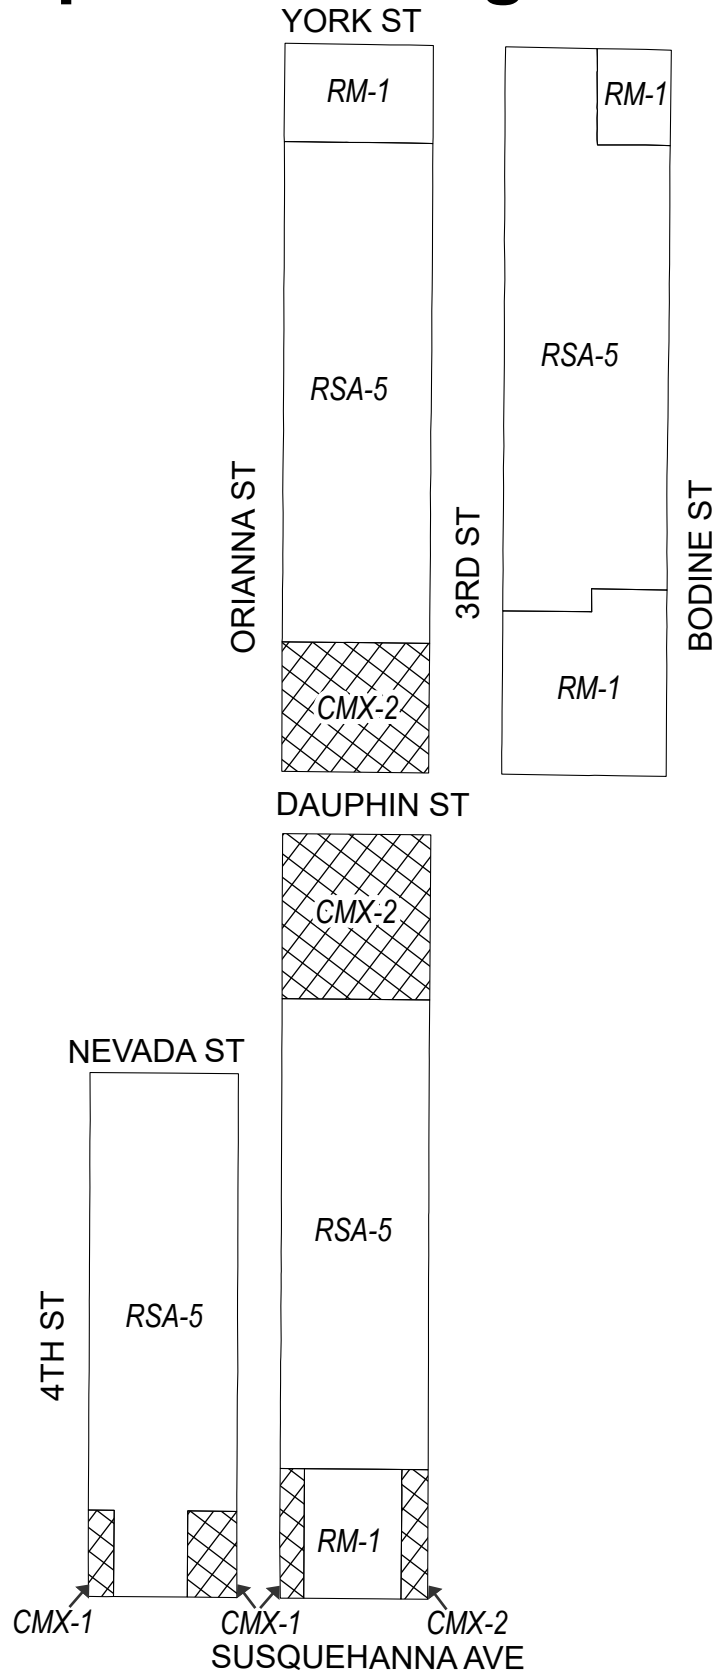 YORK ST
RM-1
RM-1
RSA-5
RSA-5
ORIANNA ST
3RD ST
BODINE ST
RM-1
CMX-2
DAUPHIN ST
CMX-2
NEVADA ST
RSA-5
4TH ST
RSA-5
RM-1
CMX-1
CMX-1
CMX-2
SUSQUEHANNA AVE